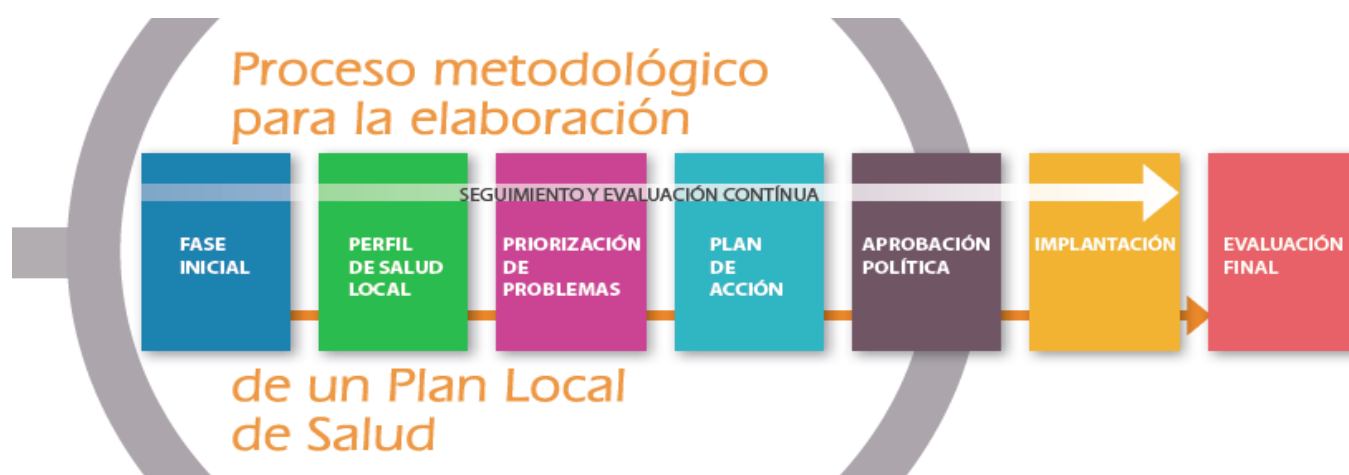 Proceso metodológico
para la elaboración
SEGUIMIENTO Y EVALUACIÓN CONTÍNUA
FASE
INICIAL
PERFIL
DE SALUD
LOCAL
PRIORIZACIÓN
DE
PROBLEMAS
PLAN
DE
ACCIÓN
APROBACIÓN
POLÍTICA
IMPLANTACIÓN
EVALUACIÓN
FINAL
de un Plan Local
de Salud